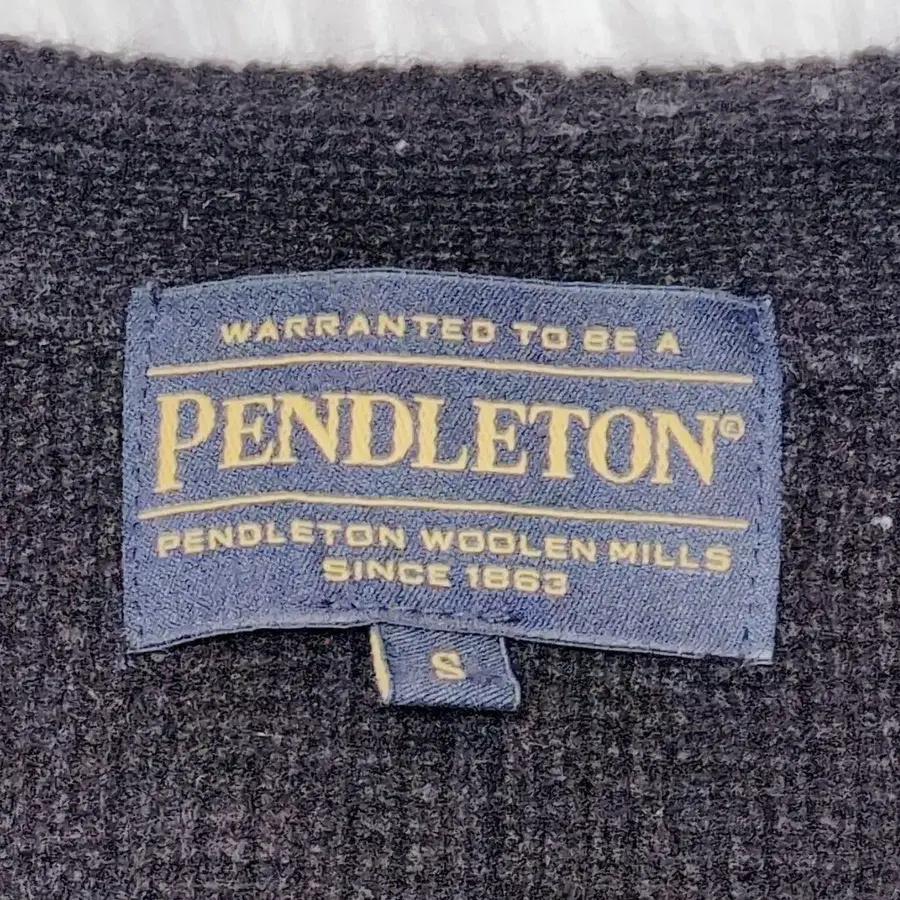 WARRANTED TO BE A
PENDLETON®
PENDLETON WOOLEN MILLS
SINCE 1863
S